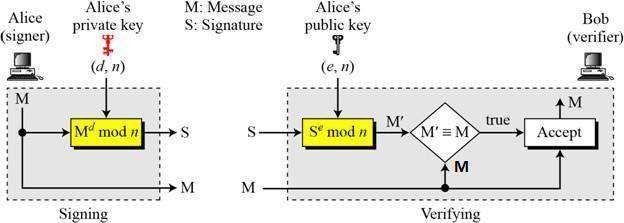 Alice
(signer)
Alice's
private key
(d, n)
M: Message
S: Signature
Alice's
public key
(e, n)
Bob
(verifier)
M
M^d mod n
S
M
Signing
S
S^e mod n
M′
M′ ≡ M
true
Accept
M
M
M
Verifying